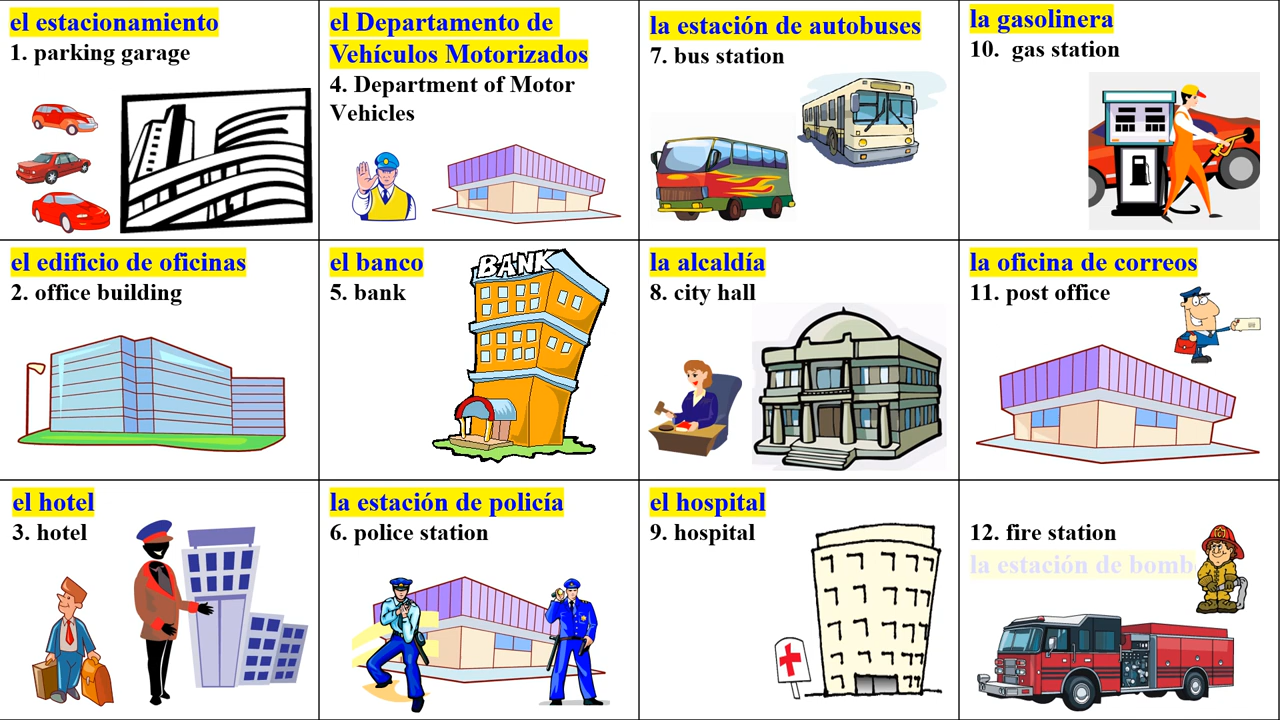 el estacionamiento
1. parking garage
el Departamento de
Vehículos Motorizados
4. Department of Motor
Vehicles
la estación de autobuses
7. bus station
la gasolinera
10. gas station
el edificio de oficinas
2. office building
el banco
5. bank
BANK
la alcaldía
8. city hall
la oficina de correos
11. post office
el hotel
3. hotel
la estación de policía
6. police station
el hospital
9. hospital
12. fire station
la estación de bomb